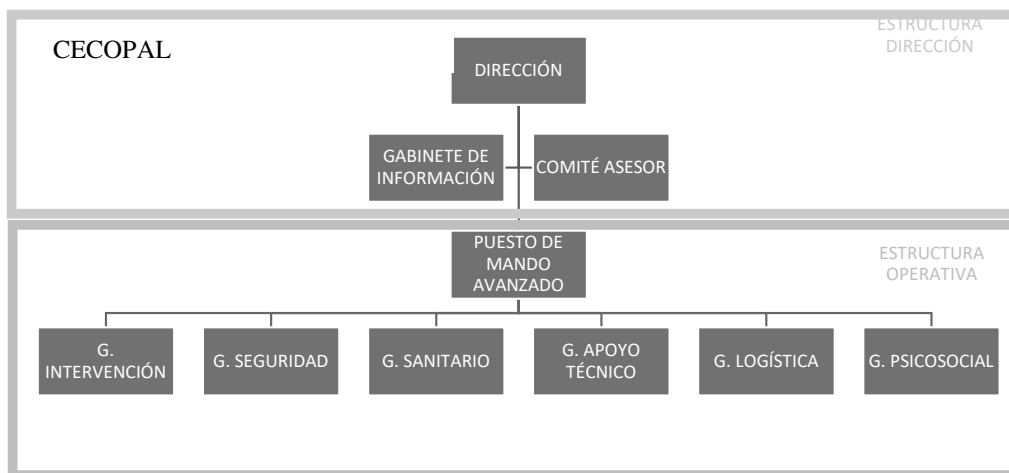 ESTRUCTURA
DIRECCIÓN
CECOPAL
DIRECCIÓN
GABINETE DE
INFORMACIÓN
COMITÉ ASESOR
PUESTO DE
MANDO
AVANZADO
ESTRUCTURA
OPERATIVA
G.
INTERVENCIÓN
G. SEGURIDAD
G. SANITARIO
G. APOYO
TÉCNICO
G. LOGÍSTICA
G. PSICOSOCIAL